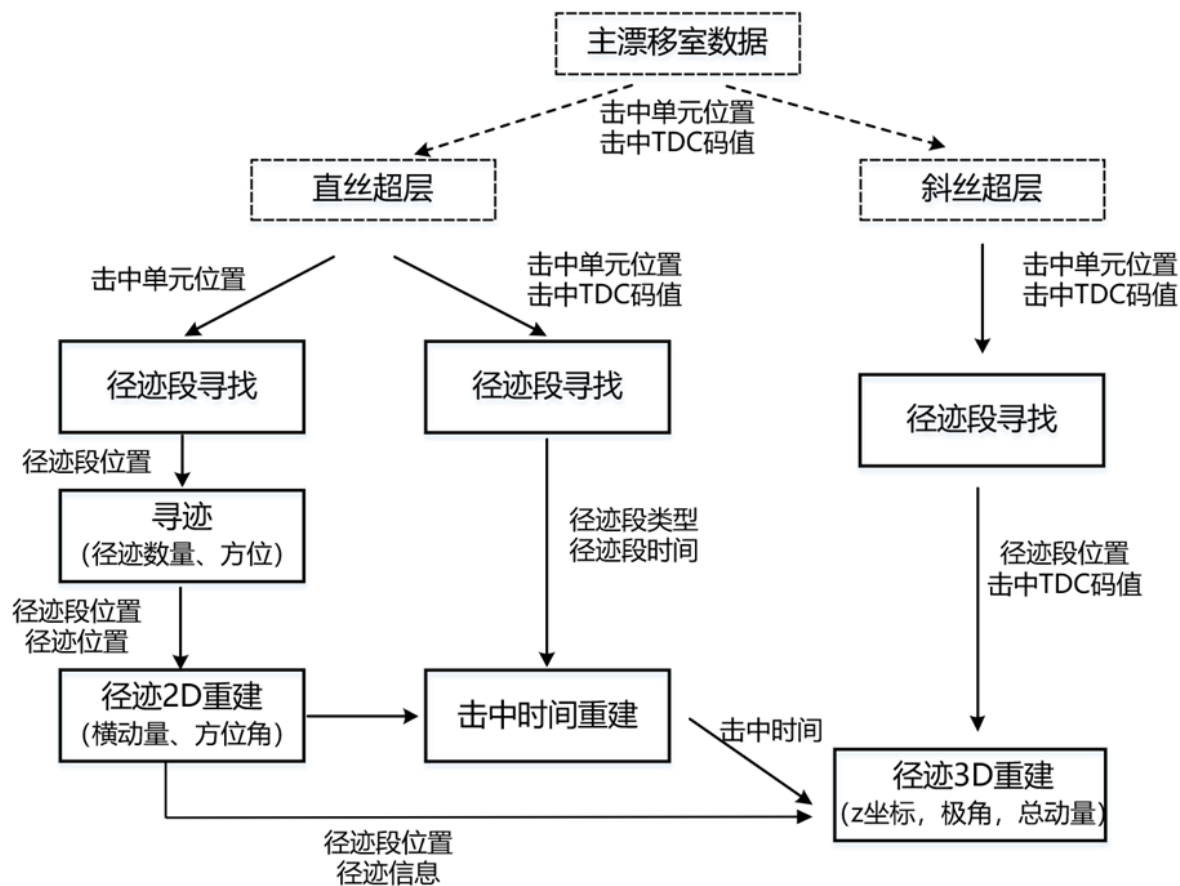 主漂移室数据
击中单元位置
击中TDC码值
直丝超层
斜丝超层
击中单元位置
击中单元位置
击中TDC码值
击中单元位置
击中TDC码值
径迹段寻找
径迹段寻找
径迹段寻找
径迹段位置
寻迹
（径迹数量、方位）
径迹段类型
径迹段时间
径迹段位置
击中TDC码值
径迹段位置
径迹位置
径迹2D重建
（横动量、方位角）
击中时间重建
击中时间
径迹3D重建
（z坐标，极角，总动量）
径迹段位置
径迹信息